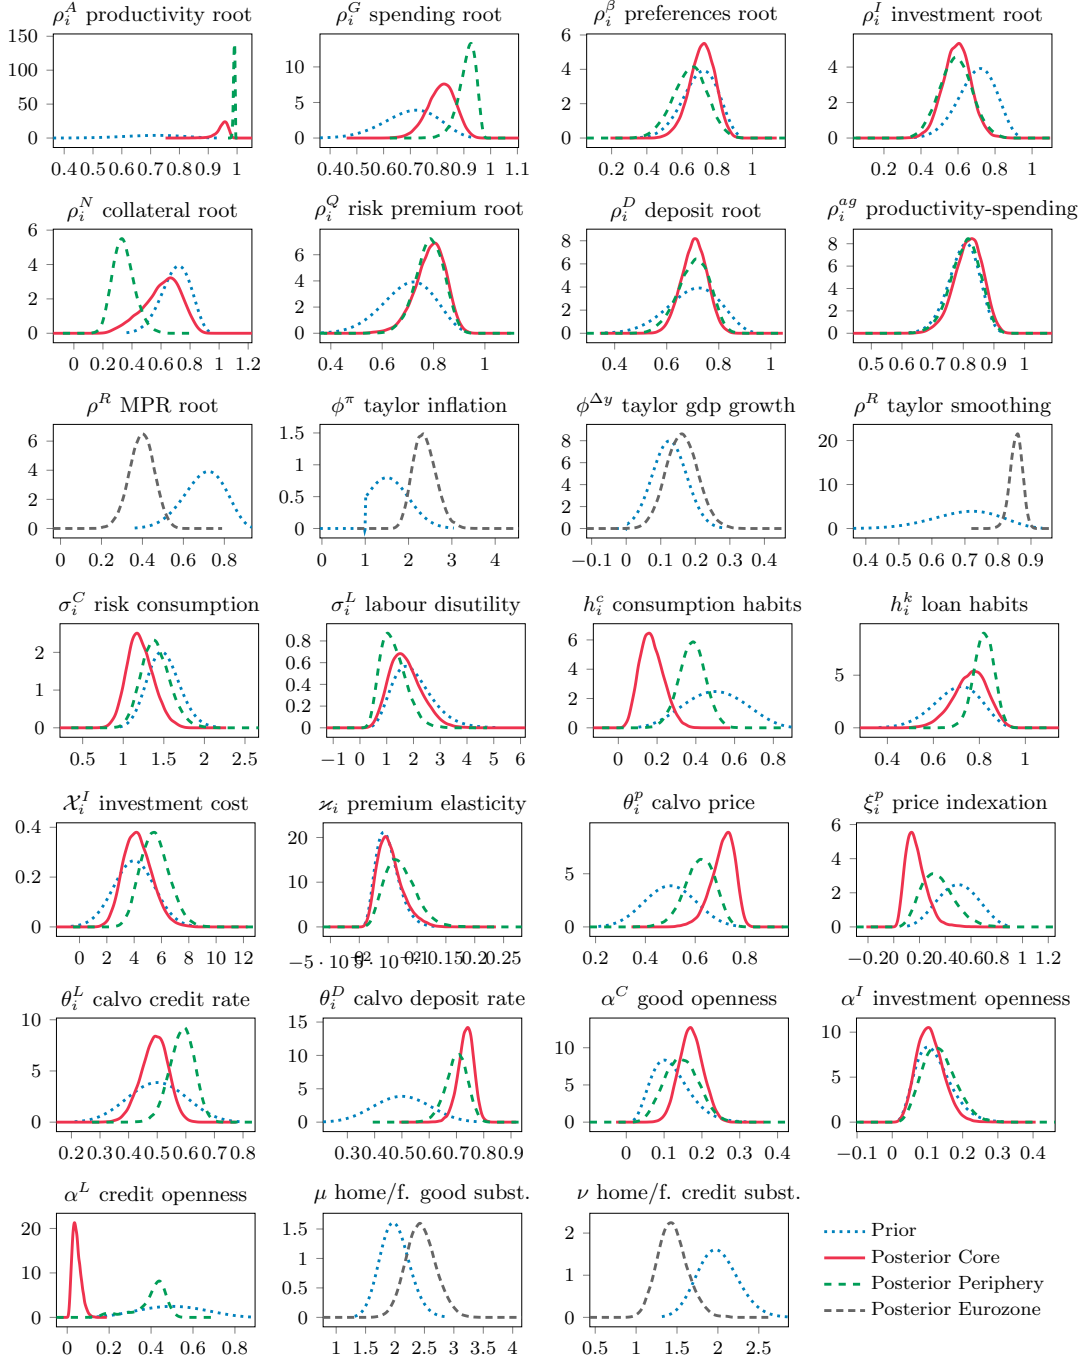 ρ_i^A productivity root
150
100
50
0
0.4 0.5 0.6 0.7 0.8 0.9 1
ρ_i^G spending root
10
5
0
0.4 0.5 0.6 0.7 0.8 0.9 1 1.1
ρ_i^β preferences root
6
4
2
0
0.2 0.4 0.6 0.8 1
ρ_i^I investment root
4
2
0
0.2 0.4 0.6 0.8 1
ρ_i^N collateral root
6
4
2
0
0 0.2 0.4 0.6 0.8 1 1.2
ρ_i^Q risk premium root
6
4
2
0
0.4 0.6 0.8 1
ρ_i^D deposit root
8
6
4
2
0
0.4 0.6 0.8 1
ρ_i^{ag} productivity-spending
8
6
4
2
0
0.5 0.6 0.7 0.8 0.9 1
ρ^R MPR root
6
4
2
0
0 0.2 0.4 0.6 0.8
ϕ^π taylor inflation
1.5
1
0.5
0
0 1 2 3 4
ϕ^{Δy} taylor gdp growth
8
6
4
2
0
−0.1 0 0.1 0.2 0.3 0.4
ρ^R taylor smoothing
20
10
0
0.4 0.5 0.6 0.7 0.8 0.9
σ_i^C risk consumption
2
1
0
0.5 1 1.5 2 2.5
σ_i^L labour disutility
0.8
0.6
0.4
0.2
0
−1 0 1 2 3 4 5 6
h_i^c consumption habits
6
4
2
0
0 0.2 0.4 0.6 0.8
h_i^k loan habits
5
0
0.4 0.6 0.8 1
𝒳_i^I investment cost
0.4
0.2
0
0 2 4 6 8 10 12
ϰ_i premium elasticity
20
10
0
0.15 0.2 0.25
θ_i^p calvo price
5
0
0.2 0.4 0.6 0.8
ξ_i^p price indexation
6
4
2
0
−0.2 0 0.2 0.4 0.6 0.8 1 1.2
θ_i^L calvo credit rate
10
5
0
0.2 0.3 0.4 0.5 0.6 0.7 0.8
θ_i^D calvo deposit rate
15
10
5
0
0.3 0.4 0.5 0.6 0.7 0.8 0.9
α^C good openness
10
5
0
0 0.2 0.4
α^I investment openness
10
5
0
−0.1 0 0.1 0.2 0.3 0.4
α^L credit openness
20
10
0
0 0.2 0.4 0.6 0.8
μ home/f. good subst.
1.5
1
0.5
0
1 1.5 2 2.5 3 3.5 4
ν home/f. credit subst.
2
1
0
0.5 1 1.5 2 2.5
Prior
Posterior Core
Posterior Periphery
Posterior Eurozone